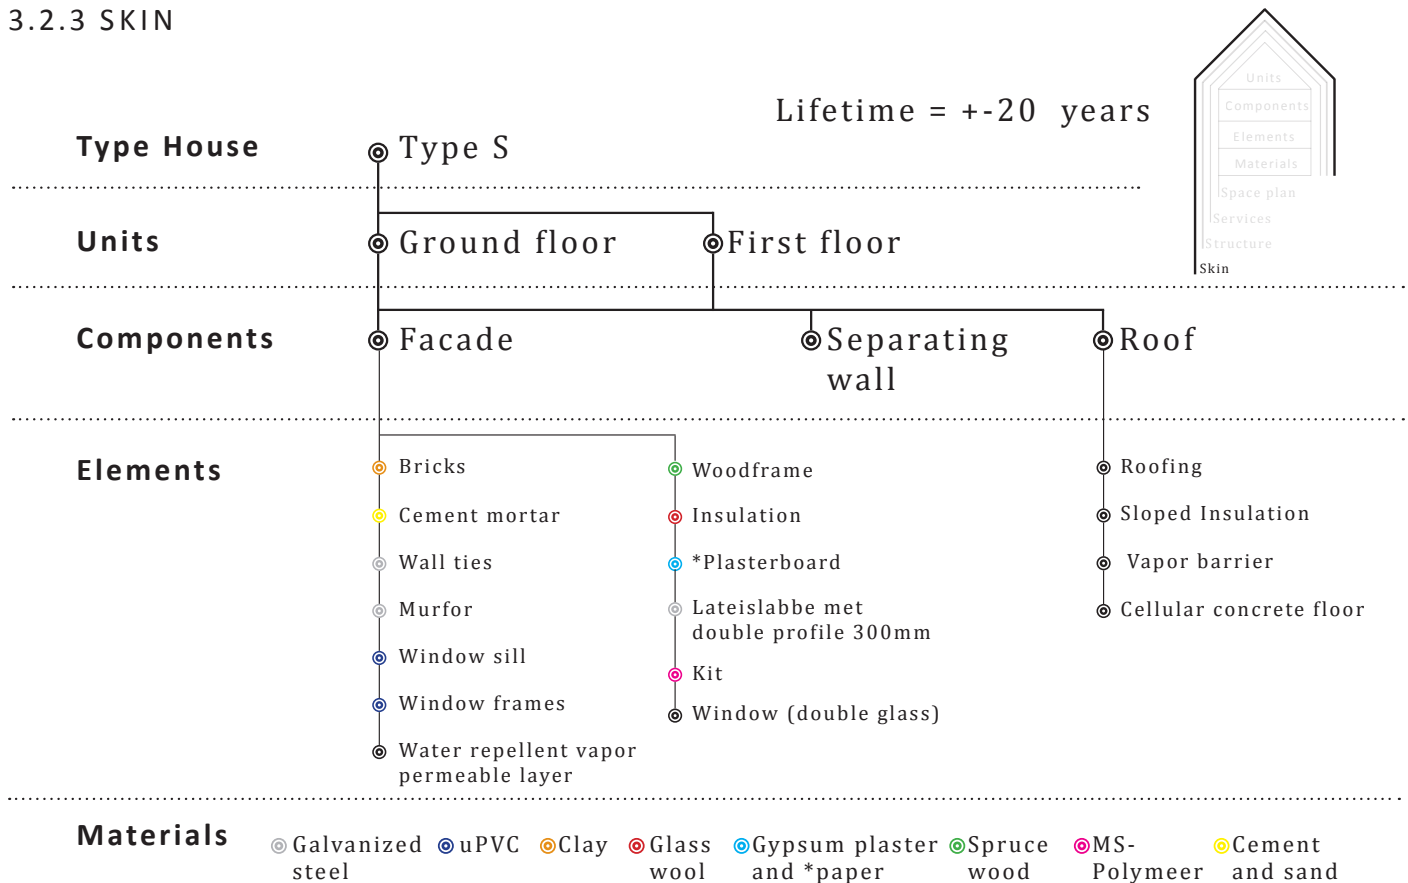 3.2.3 SKIN
Units
Components
Elements
Materials
Space plan
Services
Structure
Skin
Lifetime = +-20 years
Type House
Type S
Units
Ground floor
First floor
Components
Facade
Separating
wall
Roof
Elements
Bricks
Cement mortar
Wall ties
Murfor
Window sill
Window frames
Water repellent vapor
permeable layer
Woodframe
Insulation
*Plasterboard
Lateislabbe met
double profile 300mm
Kit
Window (double glass)
Roofing
Sloped Insulation
Vapor barrier
Cellular concrete floor
Materials
Galvanized
steel
uPVC
Clay
Glass
wool
Gypsum plaster
and *paper
Spruce
wood
MS-
Polymeer
Cement
and sand